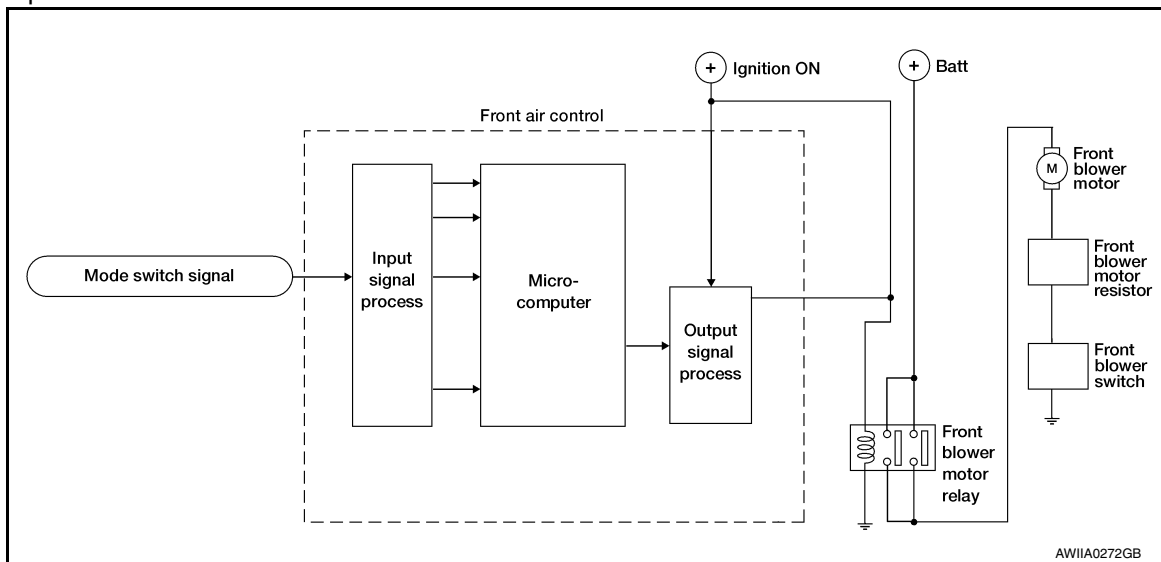 +
Ignition ON
+
Batt
Front air control
Front
blower
motor
M
Mode switch signal
Input
signal
process
Micro-
computer
Output
signal
process
Front
blower
motor
resistor
Front
blower
switch
Front
blower
motor
relay
AWIIA0272GB